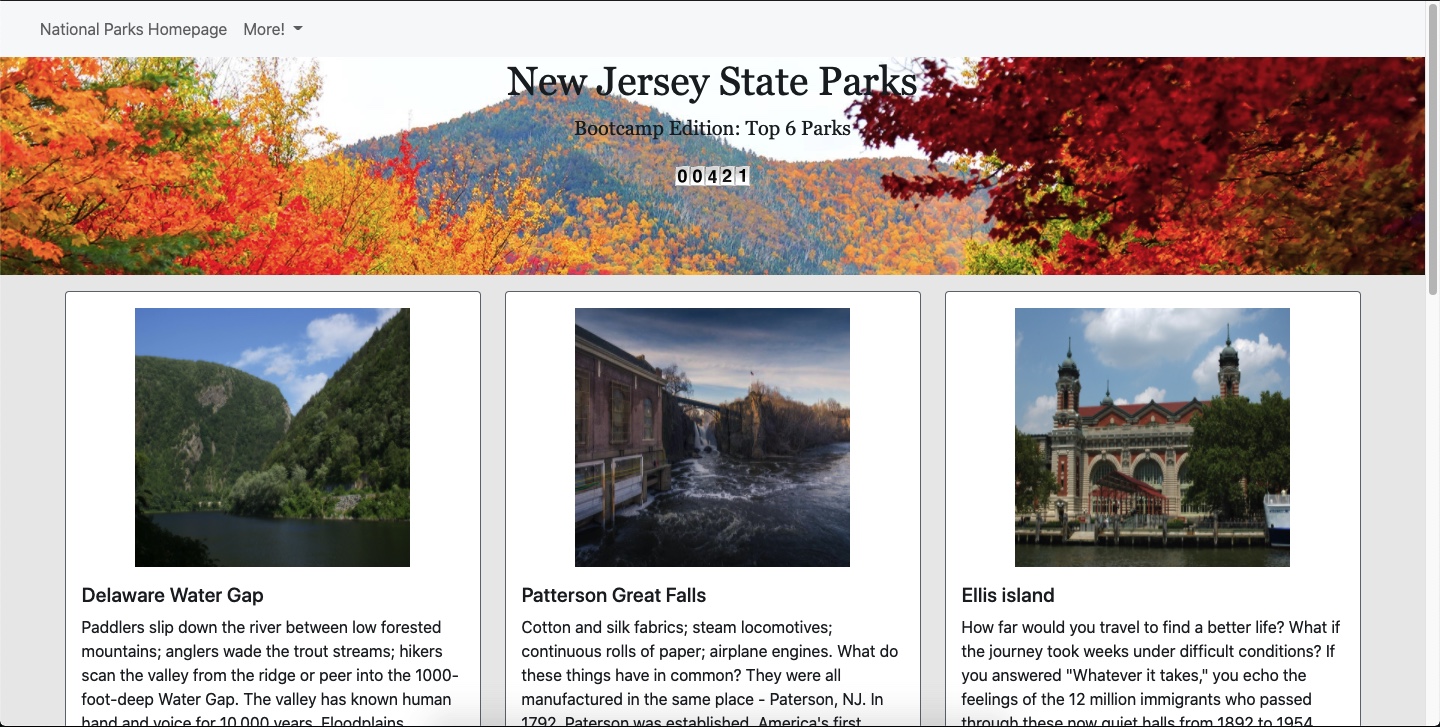 National Parks Homepage More!
New Jersey State Parks
Bootcamp Edition: Top 6 Parks
00421
Delaware Water Gap
Paddlers slip down the river between low forested
mountains; anglers wade the trout streams; hikers
scan the valley from the ridge or peer into the 1000-
foot-deep Water Gap. The valley has known human
hand and voice for 10,000 years. Floodplains
Patterson Great Falls
Cotton and silk fabrics; steam locomotives;
continuous rolls of paper; airplane engines. What do
these things have in common? They were all
manufactured in the same place - Paterson, NJ. In
1792, Paterson was established, America's first
Ellis island
How far would you travel to find a better life? What if
the journey took weeks under difficult conditions? If
you answered "Whatever it takes," you echo the
feelings of the 12 million immigrants who passed
through these now quiet halls from 1892 to 1954